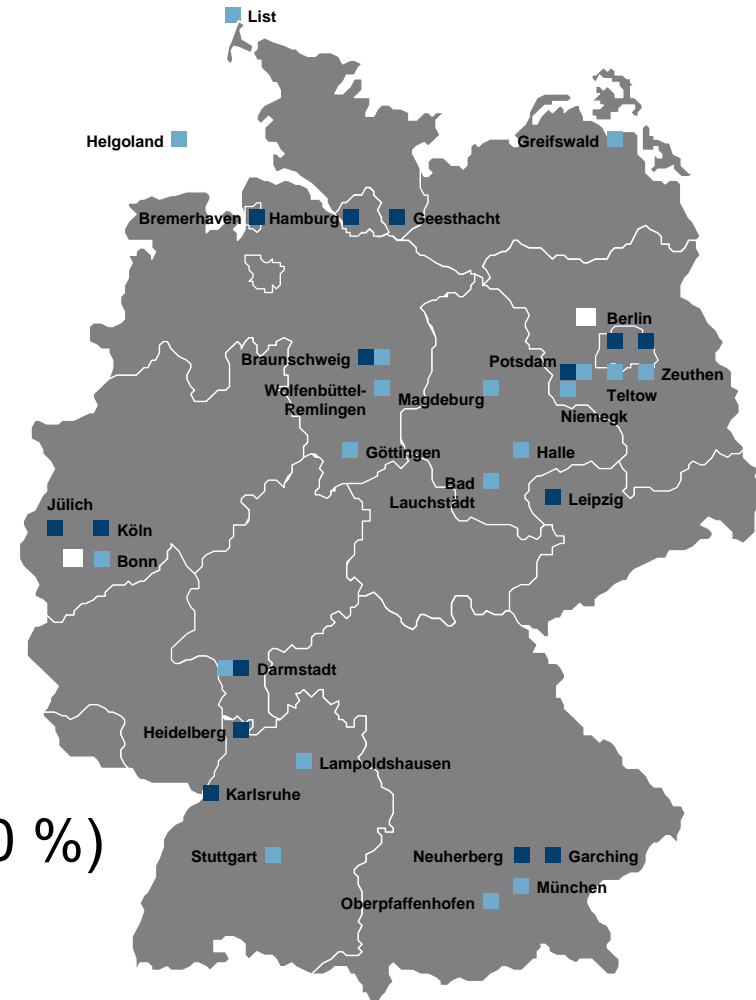 List
Helgoland
Greifswald
Bremerhaven
Hamburg
Geesthacht
Berlin
Braunschweig
Potsdam
Zeuthen
Wolfenbüttel-
Remlingen
Magdeburg
Teltow
Niemegk
Göttingen
Halle
Bad
Lauchstädt
Leipzig
Jülich
Köln
Bonn
Darmstadt
Heidelberg
Lampoldshausen
Karlsruhe
0 %)
Stuttgart
Neuherberg
Garching
München
Oberpfaffenhofen